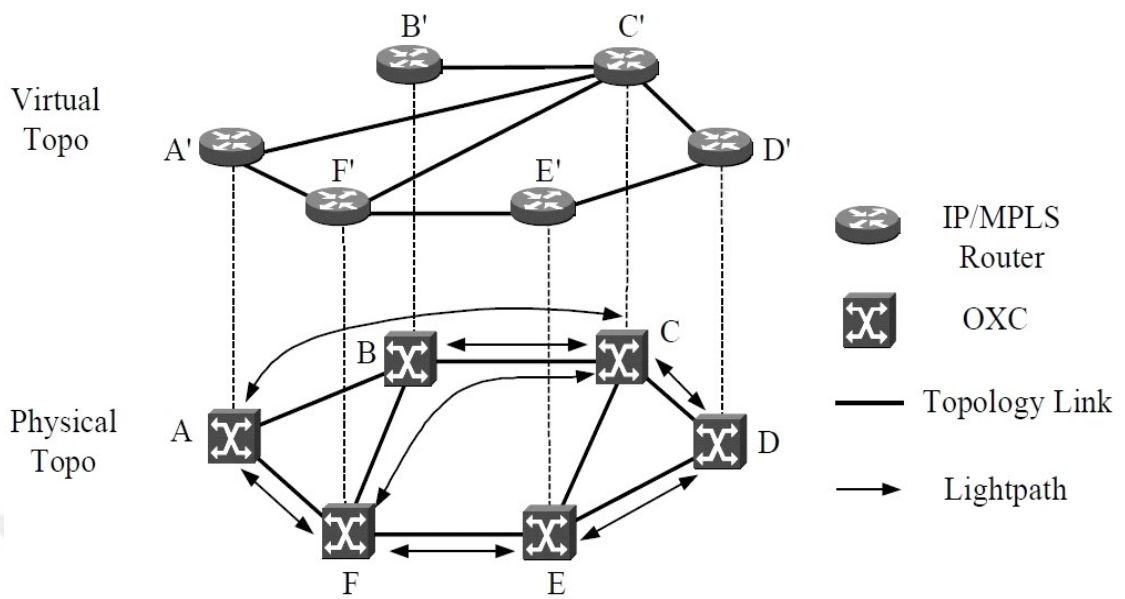 B'
C'
Virtual
Topo
A'
D'
F'
E'
IP/MPLS
Router
OXC
B
C
Physical
Topo
A
D
Topology Link
Lightpath
F
E